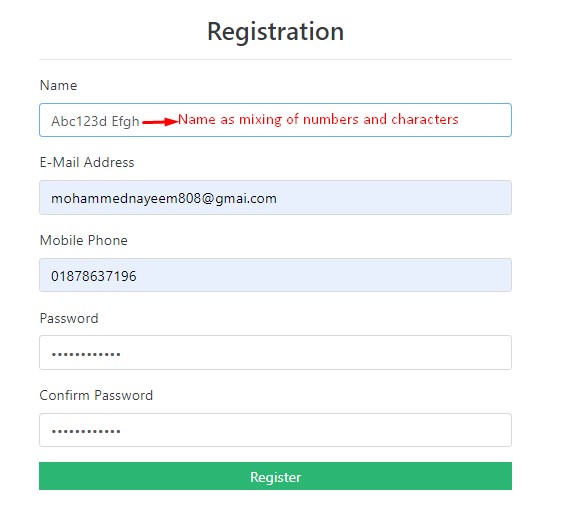 Registration
Name
Abc123d Efgh Name as mixing of numbers and characters
E-Mail Address
mohammednayeem808@gmai.com
Mobile Phone
01878637196
Password
••••••••••••
Confirm Password
••••••••••••
Register